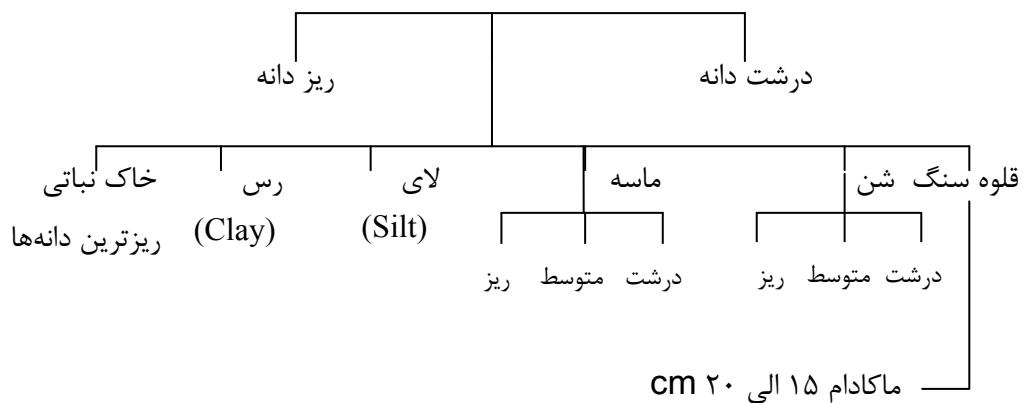 درشت دانه ریز دانه
قلوه سنگ شن ماسه لای رس خاک نباتی
(Silt) (Clay) ریزترین دانه‌ها
درشت متوسط ریز درشت متوسط ریز
ماکادام ۱۵ الی ۲۰ cm